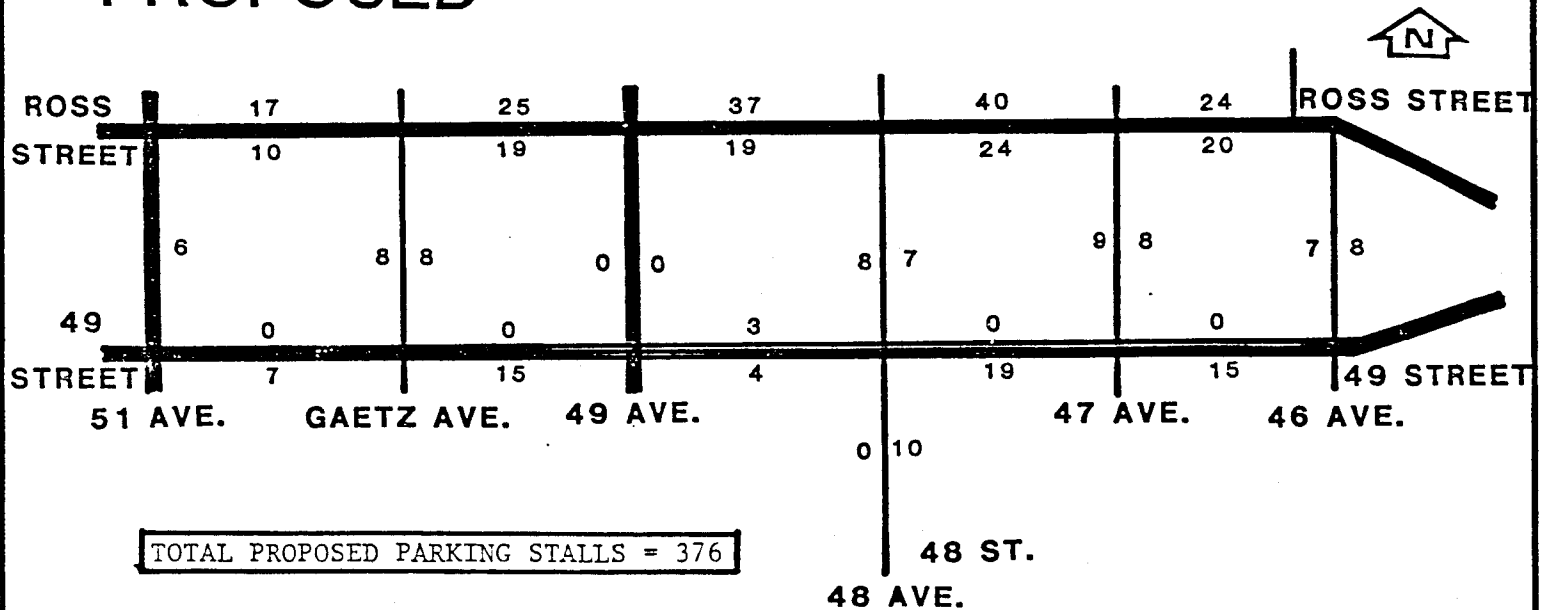 PROPOSED
N
ROSS 17 25 37 40 24 ROSS STREET
STREET 10 19 19 24 20
6 8 8 0 0 8 7 9 8 7 8
49 0 0 3 0 0
STREET 7 15 4 19 15 49 STREET
51 AVE. GAETZ AVE. 49 AVE. 47 AVE. 46 AVE.
0 10
TOTAL PROPOSED PARKING STALLS = 376
48 ST.
48 AVE.